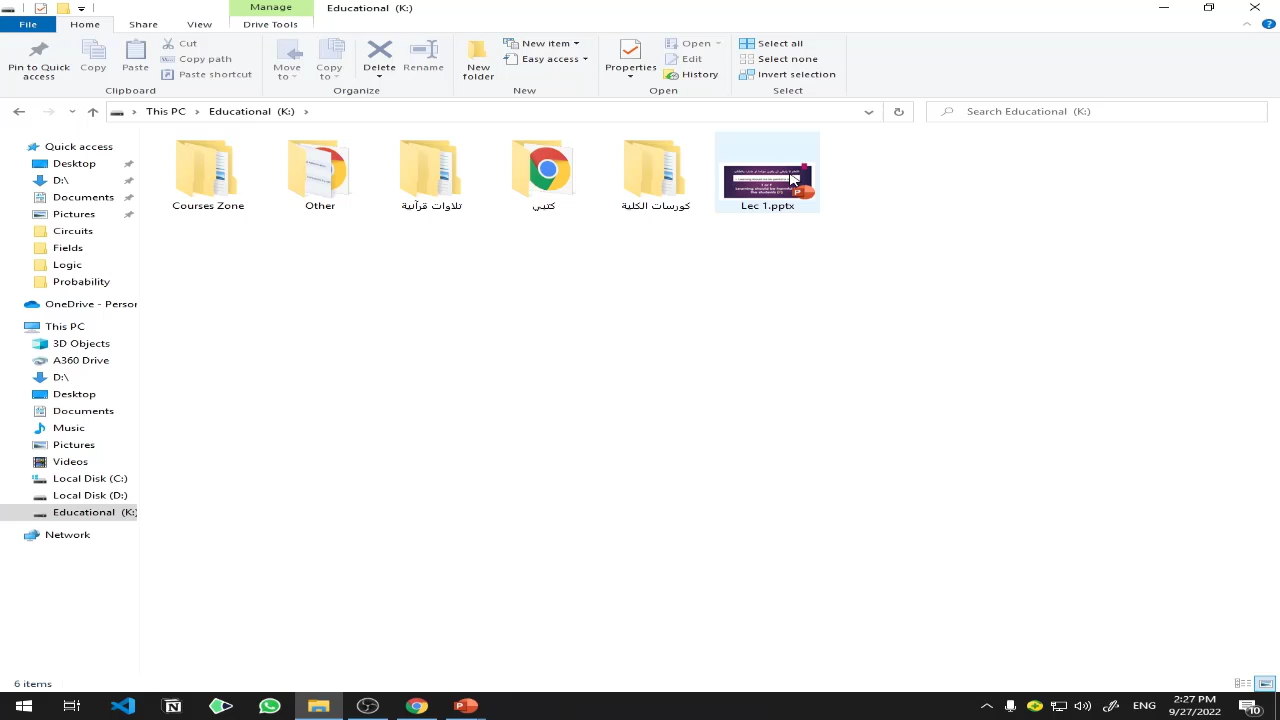 Manage
Educational (K:)
File
Home
Share
View
Drive Tools
Pin to Quick access
Copy
Paste
Cut
Copy path
Paste shortcut
Clipboard
Move to
Copy to
Delete
Rename
Organize
New folder
New item
Easy access
New
Properties
Open
Edit
History
Open
Select all
Select none
Invert selection
Select
This PC
Educational (K:)
Search Educational (K:)
Quick access
Desktop
D:\
Documents
Pictures
Circuits
Fields
Logic
Probability
OneDrive - Person
This PC
3D Objects
A360 Drive
D:\
Desktop
Documents
Music
Pictures
Videos
Local Disk (C:)
Local Disk (D:)
Educational (K:)
Network
Courses Zone
Other
تلاوات قرآنية
كتبي
كورسات الكلية
Lec 1.pptx
6 items
ENG
2:27 PM
9/27/2022
10